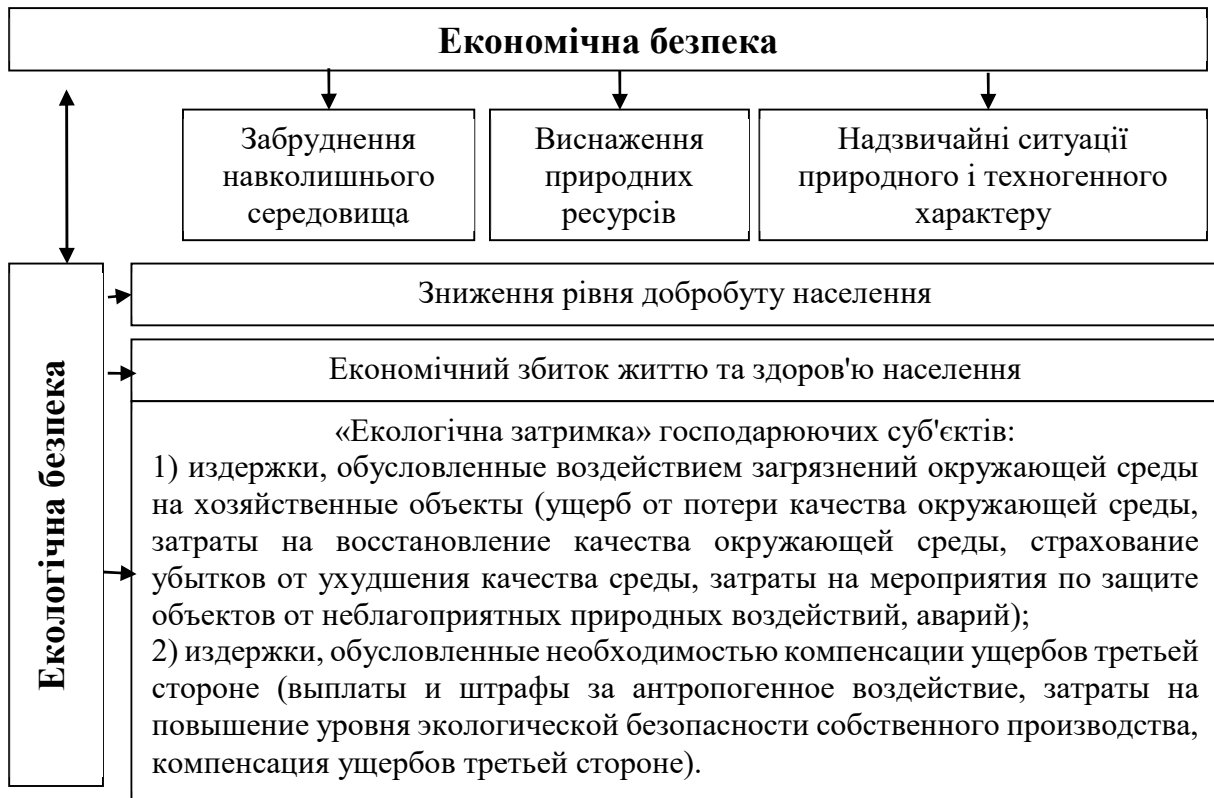 Економічна безпека
Забруднення
навколишнього
середовища
Виснаження
природних
ресурсів
Надзвичайні ситуації
природного і техногенного
характеру
Екологічна безпека
Зниження рівня добробуту населення
Економічний збиток життю та здоров'ю населення
«Екологічна затримка» господарюючих суб'єктів:
1) издержки, обусловленные воздействием загрязнений окружающей среды
на хозяйственные объекты (ущерб от потери качества окружающей среды,
затраты на восстановление качества окружающей среды, страхование
убытков от ухудшения качества среды, затраты на мероприятия по защите
объектов от неблагоприятных природных воздействий, аварий);
2) издержки, обусловленные необходимостью компенсации ущербов третьей
стороне (выплаты и штрафы за антропогенное воздействие, затраты на
повышение уровня экологической безопасности собственного производства,
компенсация ущербов третьей стороне).